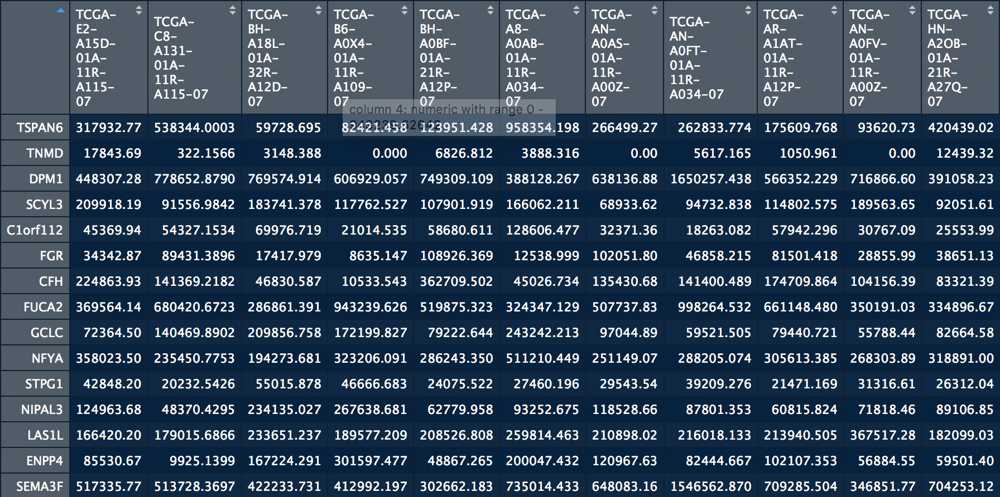 TCGA-E2-A15D-01A-11R-A115-07 TCGA-C8-A131-01A-11R-A115-07 TCGA-BH-A18L-01A-32R-A12D-07 TCGA-B6-A0X4-01A-11R-A109-07 TCGA-BH-A0BF-01A-21R-A12P-07 TCGA-A8-A0AB-01A-11R-A034-07 TCGA-AN-A0AS-01A-11R-A00Z-07 TCGA-AN-A0FT-01A-11R-A034-07 TCGA-AR-A1AT-01A-11R-A12P-07 TCGA-AN-A0FV-01A-11R-A00Z-07 TCGA-HN-A2OB-01A-21R-A27Q-07
column 4: numeric with range 0 -
943239.62642
TSPAN6 317932.77 538344.0003 59728.695 82421.458 123951.428 958354.198 266499.27 262833.774 175609.768 93620.73 420439.02
TNMD 17843.69 322.1566 3148.388 0.000 6826.812 3888.316 0.00 5617.165 1050.961 0.00 12439.32
DPM1 448307.28 778652.8790 769574.914 606929.057 749309.109 388128.267 638136.88 1650257.438 566352.229 716866.60 391058.23
SCYL3 209918.19 91556.9842 183741.378 117762.527 107901.919 166062.211 68933.62 94732.838 114802.575 189563.65 92051.61
C1orf112 45369.94 54327.1534 69976.719 21014.535 58680.611 128606.477 32371.36 18263.082 57942.296 30767.09 25553.99
FGR 34342.87 89431.3896 17417.979 8635.147 108926.369 12538.999 102051.80 46858.215 81501.418 28855.99 38651.13
CFH 224863.93 141369.2182 46830.587 10533.543 362709.502 45026.734 135430.68 141400.489 174709.864 104156.39 83321.39
FUCA2 369564.14 680420.6723 286861.391 943239.626 519875.323 324347.129 507737.83 998264.532 661148.480 350191.03 334896.67
GCLC 72364.50 140469.8902 209856.758 172199.827 79222.644 243242.213 97044.89 59521.505 79440.721 55788.44 82664.58
NFYA 358023.50 235450.7753 194273.681 323206.091 286243.350 511210.449 251149.07 288205.074 305613.385 268303.89 318891.00
STPG1 42848.20 20232.5426 55015.878 46666.683 24075.522 27460.196 29543.54 39209.276 21471.169 31316.61 26312.04
NIPAL3 124963.68 48370.4295 234135.027 267638.681 62779.958 93252.675 118528.66 87801.353 60815.824 71818.46 89106.85
LAS1L 166420.20 179015.6866 233651.237 189577.209 208526.808 259814.463 210898.02 216018.133 213940.505 367517.28 182099.03
ENPP4 85530.67 9925.1399 167224.291 301597.477 48867.265 200047.432 120967.63 82444.667 102107.353 56884.55 59501.40
SEMA3F 517335.77 513728.3697 422233.731 412992.197 302662.183 735014.433 648083.16 1546562.870 709285.504 346851.77 704253.12